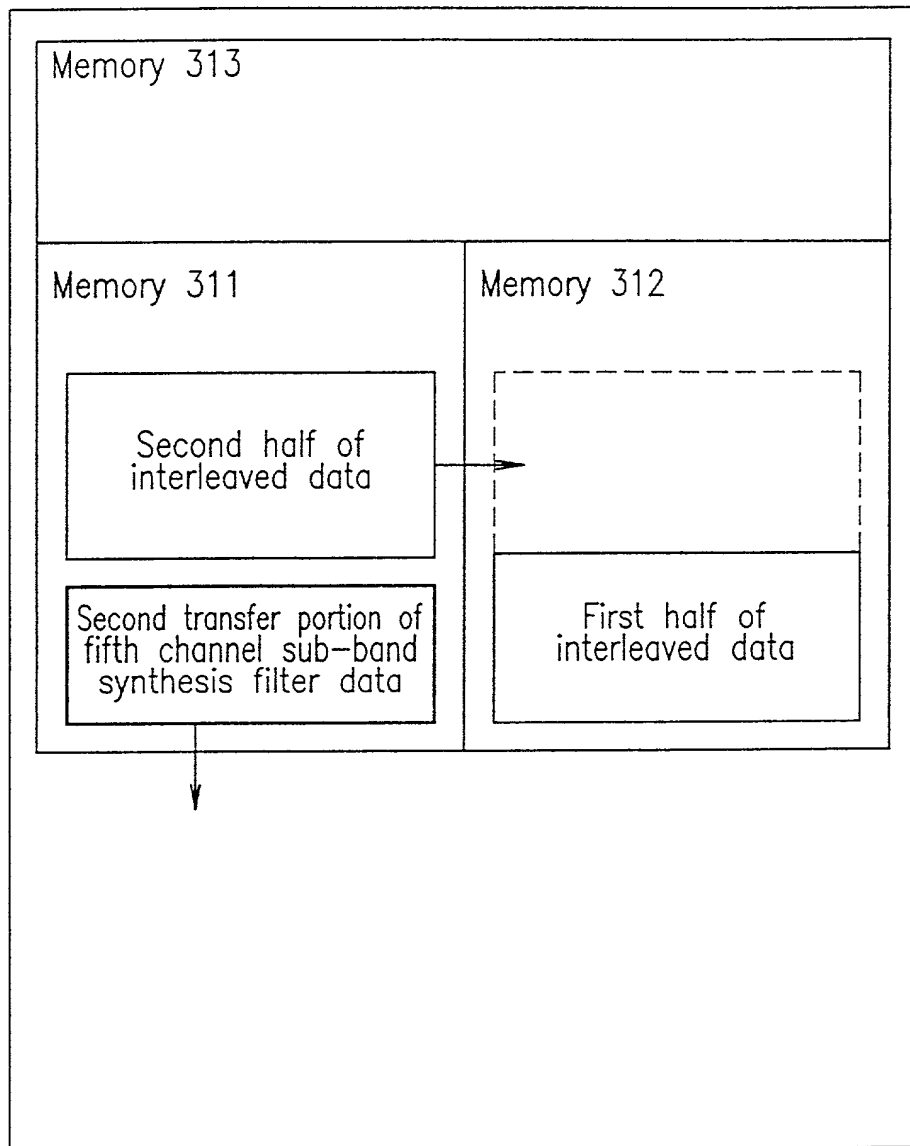 Memory 313
Memory 311
Memory 312
Second half of
interleaved data
Second transfer portion of
fifth channel sub-band
synthesis filter data
First half of
interleaved data